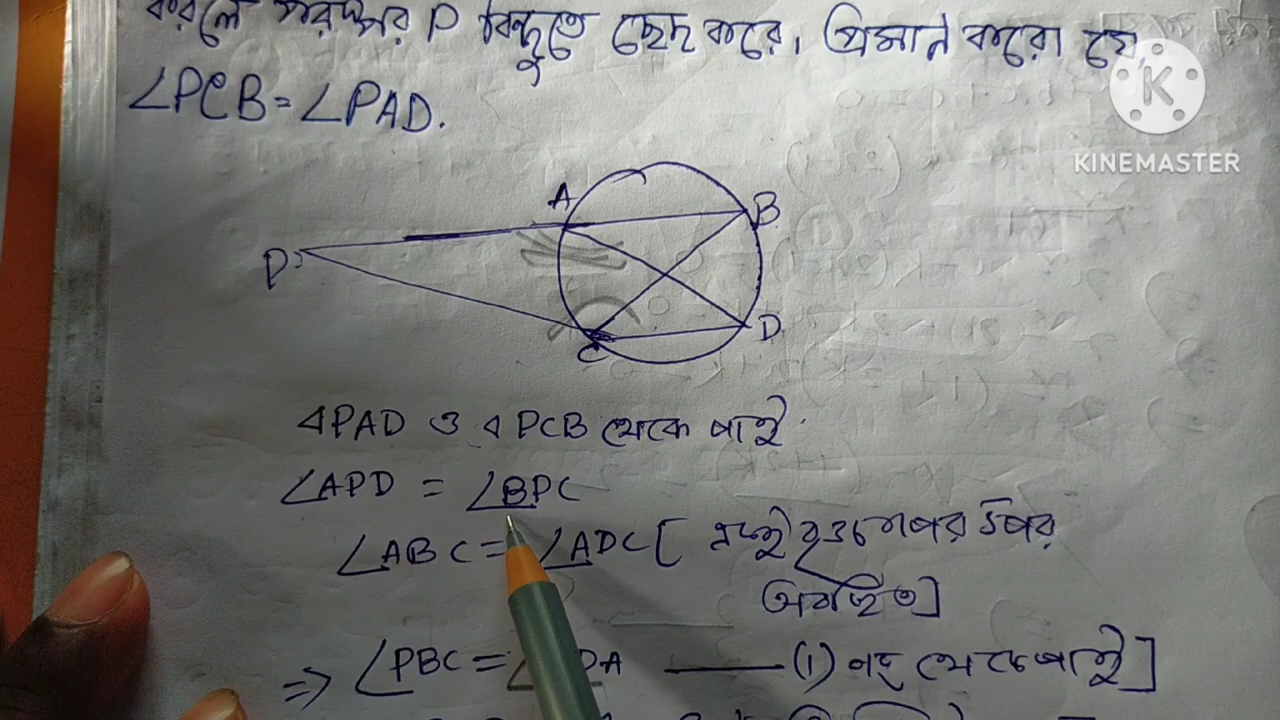 করলে পরস্পর P বিন্দুতে ছেদ করে। প্রমান করো যে,
∠PCB = ∠PAD.
K
KINEMASTER
A
B
P
D
C
△PAD ও △PCB থেকে পাই
∠APD = ∠BPC
∠ABC = ∠ADC [ একই বৃত্তচাপের উপর
অবস্থিত ]
⇒ ∠PBC = (1) নং থেকে পাই ]